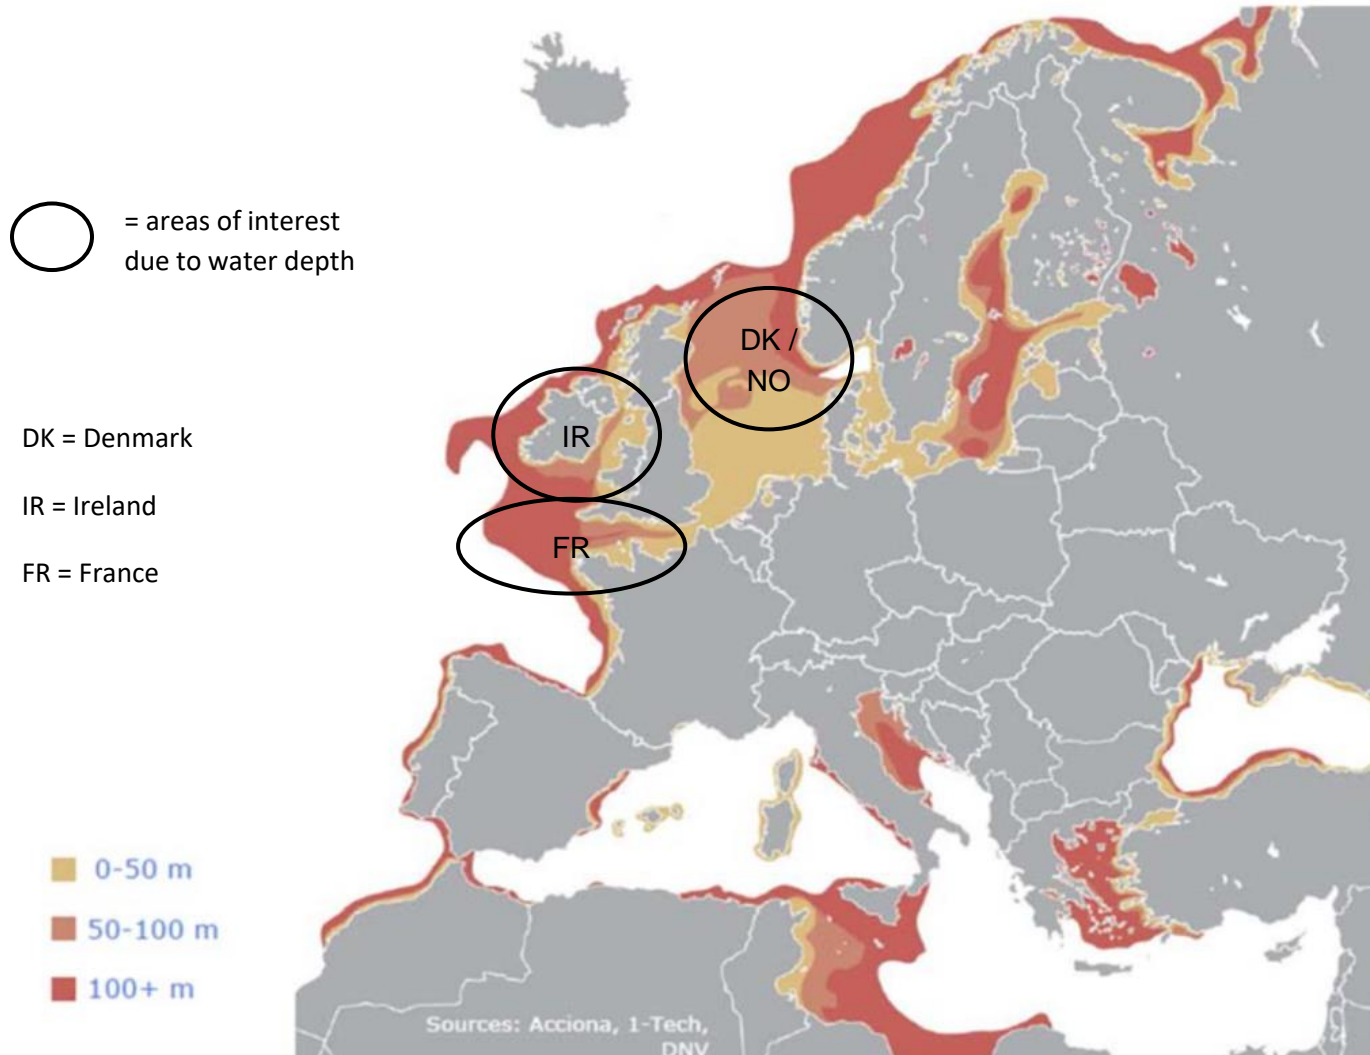 = areas of interest
due to water depth
DK /
NO
IR
DK = Denmark
IR = Ireland
FR
FR = France
0-50 m
50-100 m
100+ m
Sources: Acciona, 1-Tech,
DNV